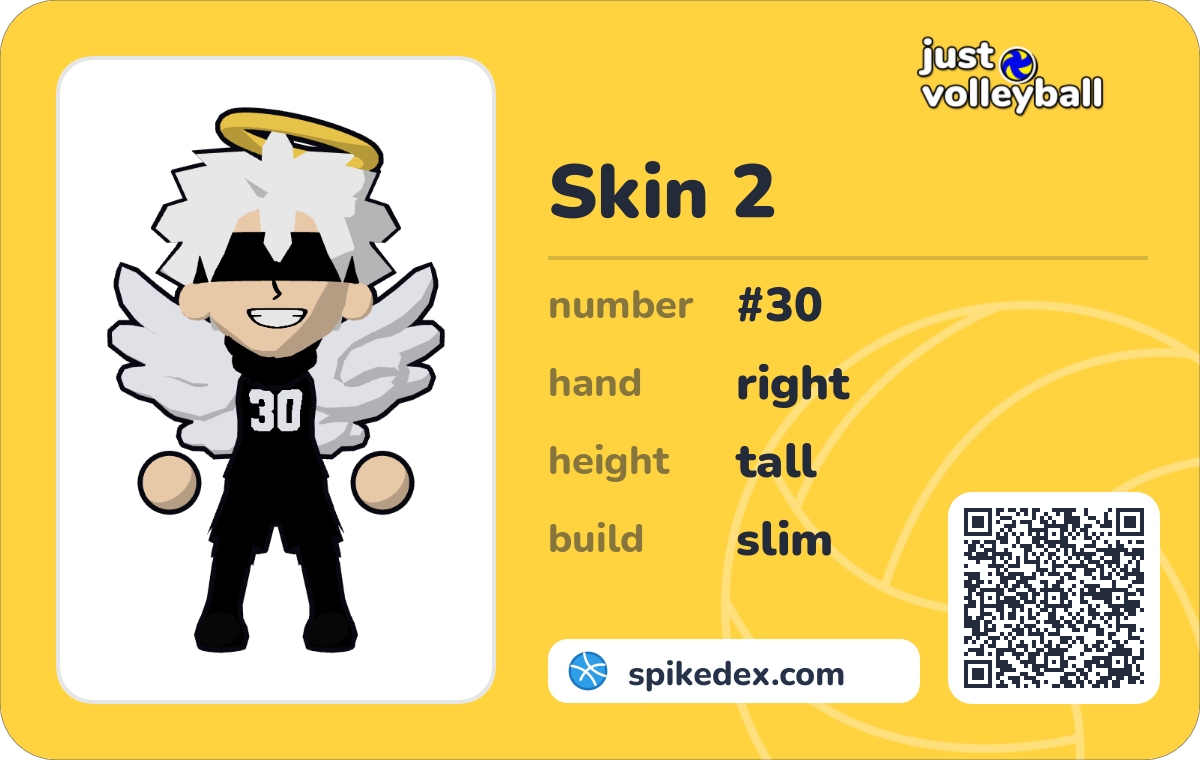 just
volleyball
Skin 2
number #30
hand right
height tall
build slim
30
spikedex.com